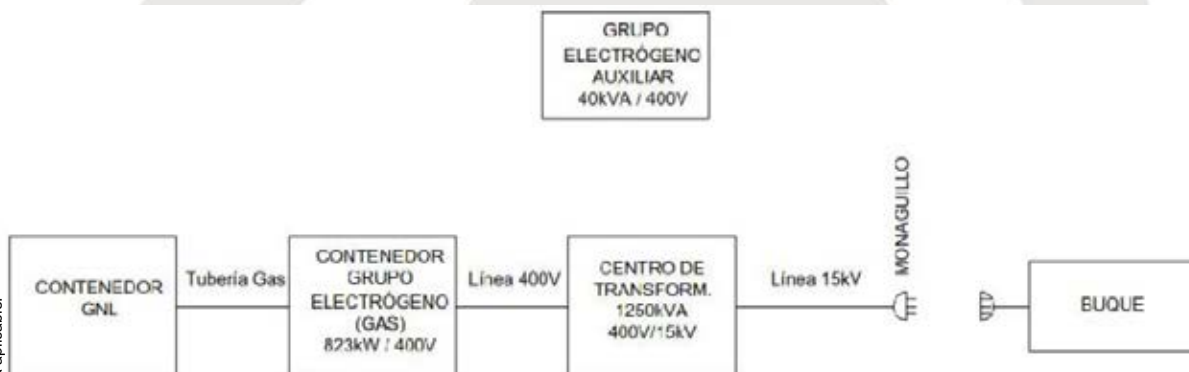 GRUPO
ELECTRÓGENO
AUXILIAR
40kVA / 400V
MONAGUILLO
CONTENEDOR
GNL
Tubería Gas
CONTENEDOR
GRUPO
ELECTRÓGENO
(GAS)
823kW / 400V
Línea 400V
CENTRO DE
TRANSFORM.
1250kVA
400V/15kV
Línea 15kV
BUQUE